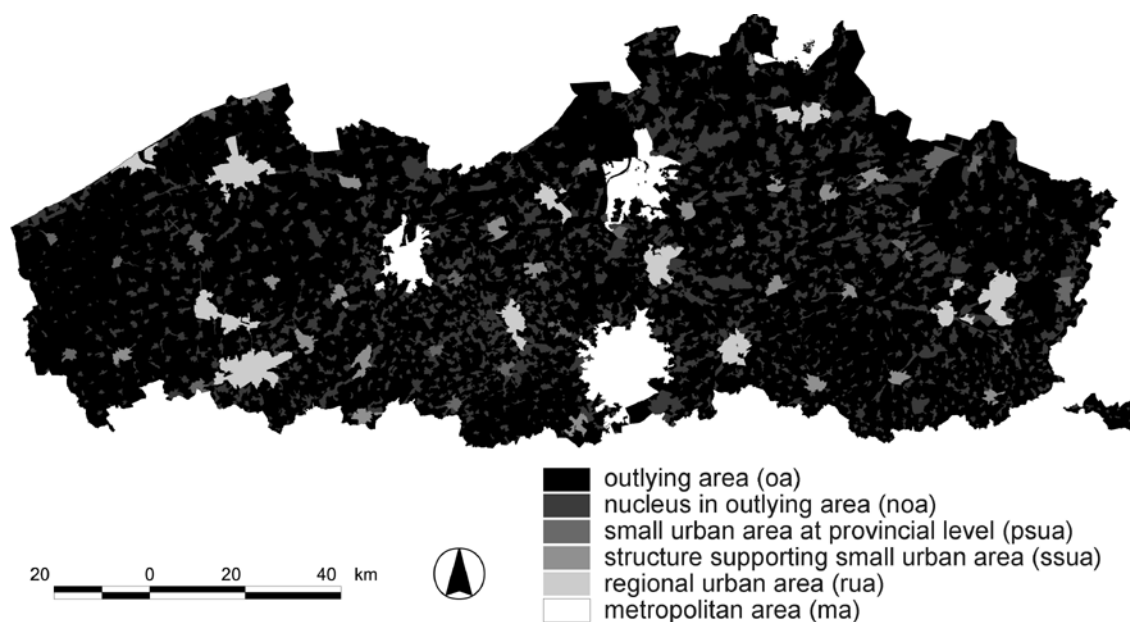 outlying area (oa)
nucleus in outlying area (noa)
small urban area at provincial level (psua)
structure supporting small urban area (ssua)
regional urban area (rua)
metropolitan area (ma)
20 0 20 40 km